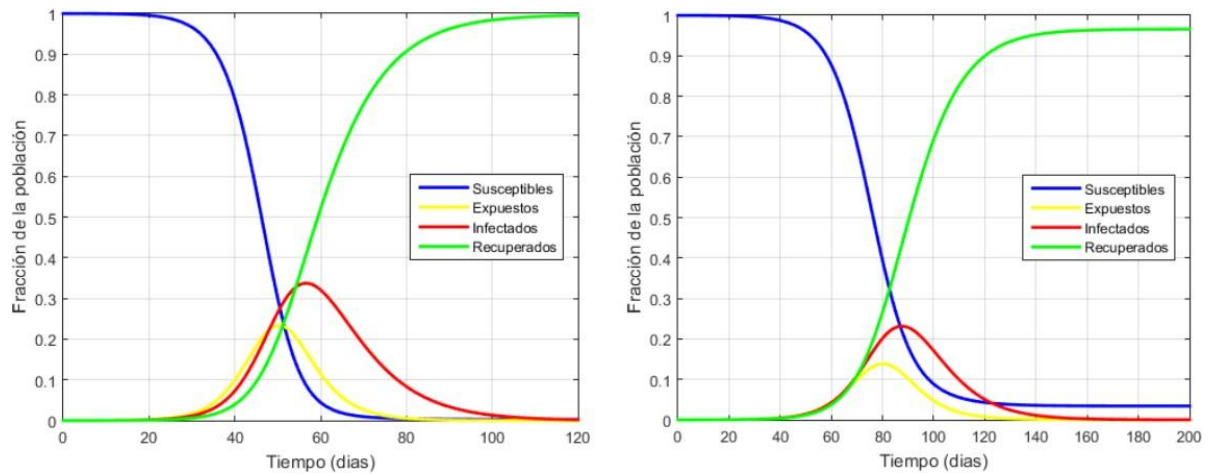 Fracción de la población
1
0.9
0.8
0.7
0.6
0.5
0.4
0.3
0.2
0.1
0
Susceptibles
Expuestos
Infectados
Recuperados
0 20 40 60 80 100 120
Tiempo (dias)
Fracción de la población
1
0.9
0.8
0.7
0.6
0.5
0.4
0.3
0.2
0.1
0
Susceptibles
Expuestos
Infectados
Recuperados
0 20 40 60 80 100 120 140 160 180 200
Tiempo (dias)